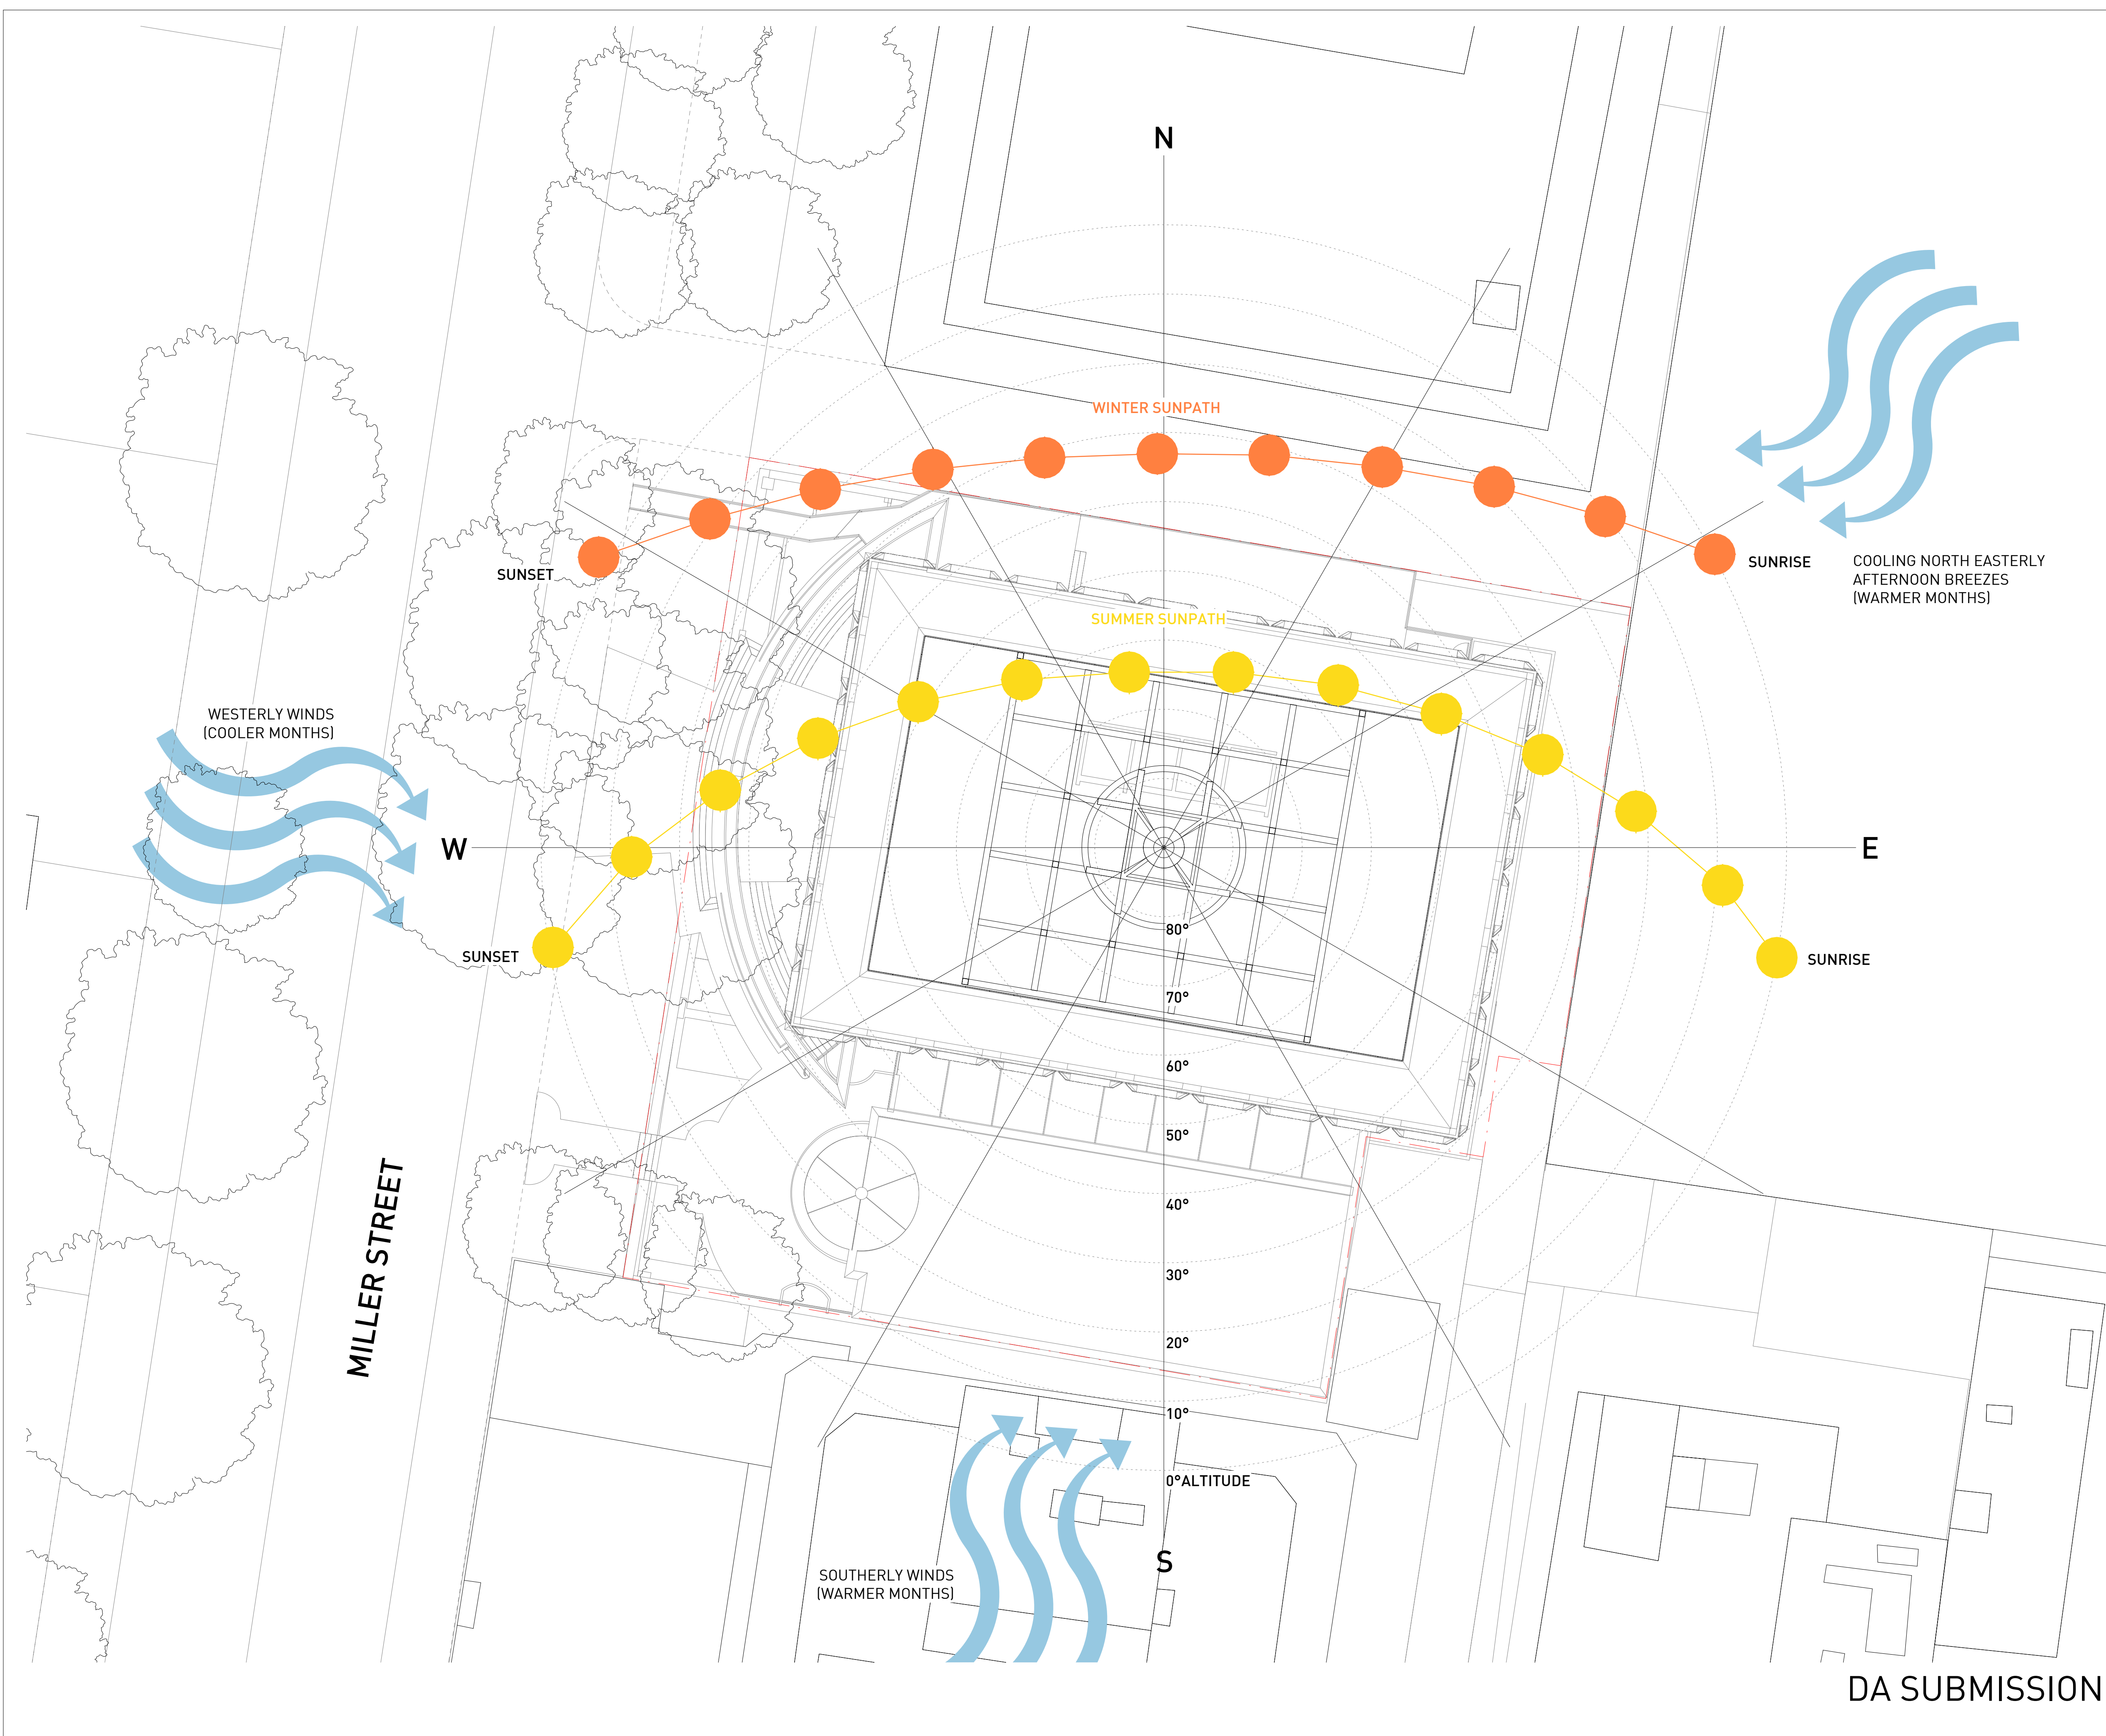 N
WINTER SUNPATH
SUNSET
SUNRISE
COOLING NORTH EASTERLY
AFTERNOON BREEZES
(WARMER MONTHS)
SUMMER SUNPATH
WESTERLY WINDS
(COOLER MONTHS)
W
E
SUNSET
SUNRISE
80°
70°
60°
50°
40°
30°
20°
10°
0°ALTITUDE
MILLER STREET
S
SOUTHERLY WINDS
(WARMER MONTHS)
DA SUBMISSION